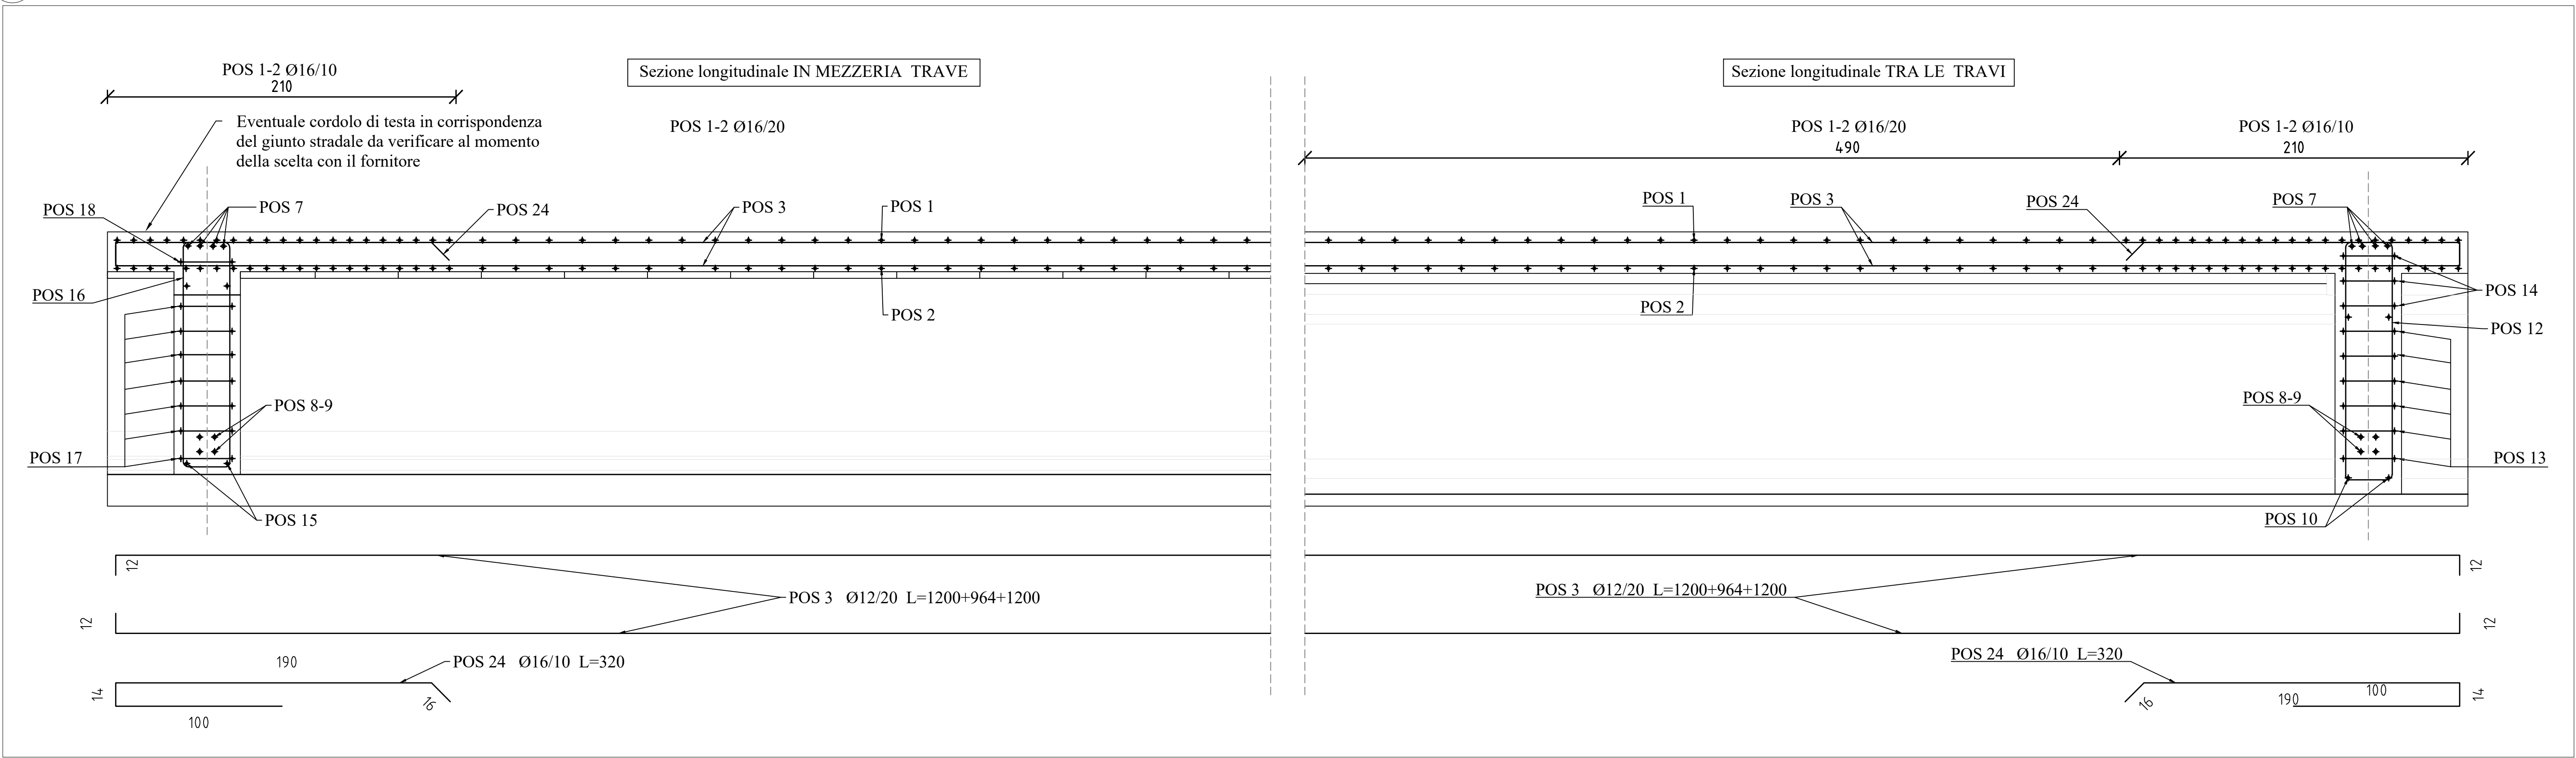 POS 1-2 Ø16/10
210
Sezione longitudinale IN MEZZERIA TRAVE
Sezione longitudinale TRA LE TRAVI
Eventuale cordolo di testa in corrispondenza
del giunto stradale da verificare al momento
della scelta con il fornitore
POS 1-2 Ø16/20
POS 1-2 Ø16/20
490
POS 1-2 Ø16/10
210
POS 18
POS 7
POS 24
POS 3
POS 1
POS 1
POS 3
POS 24
POS 7
POS 16
POS 2
POS 2
POS 14
POS 12
POS 8-9
POS 8-9
POS 17
POS 13
POS 15
POS 10
12
POS 3 Ø12/20 L=1200+964+1200
12
POS 3 Ø12/20 L=1200+964+1200
12
12
190
POS 24 Ø16/10 L=320
14
16
100
POS 24 Ø16/10 L=320
16
100
190
14